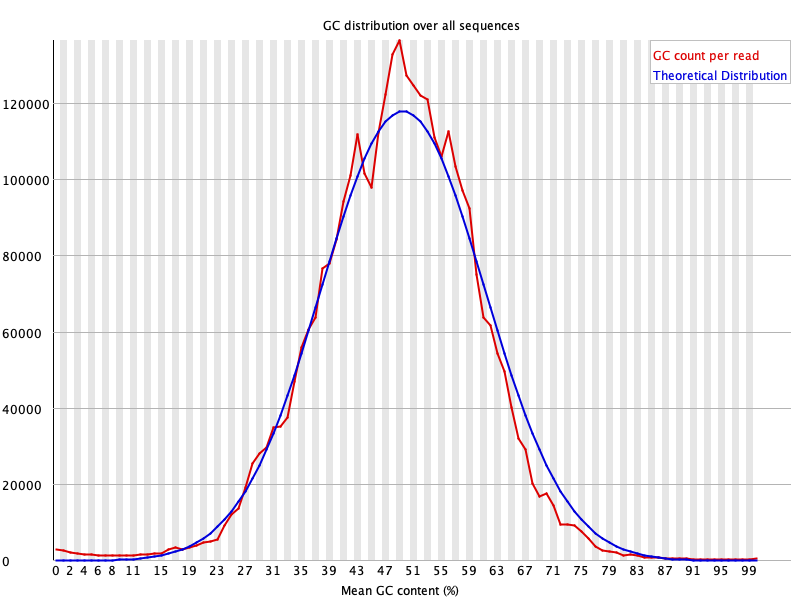 GC distribution over all sequences
GC count per read
Theoretical Distribution
120000
100000
80000
60000
40000
20000
0
0 2 4 6 8 11 15 19 23 27 31 35 39 43 47 51 55 59 63 67 71 75 79 83 87 91 95 99
Mean GC content (%)